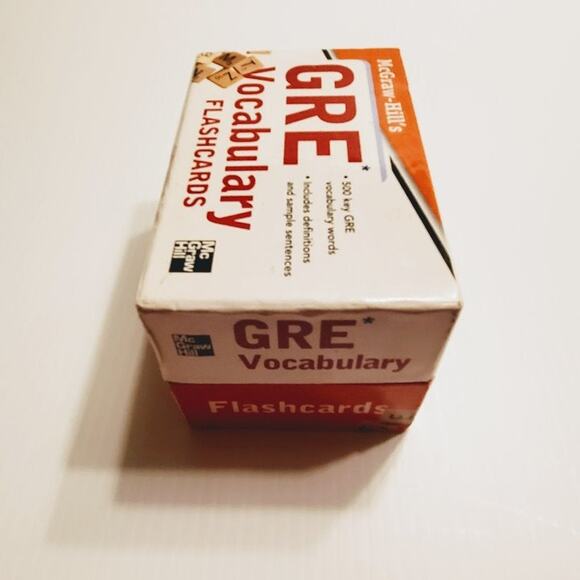 McGraw-Hill's
GRE*
Vocabulary
FLASHCARDS
• 500 key GRE
vocabulary words
• Includes definitions
and sample sentences
Mc
Graw
Hill
Mc
Graw
Hill
GRE*
Vocabulary
Flashcards